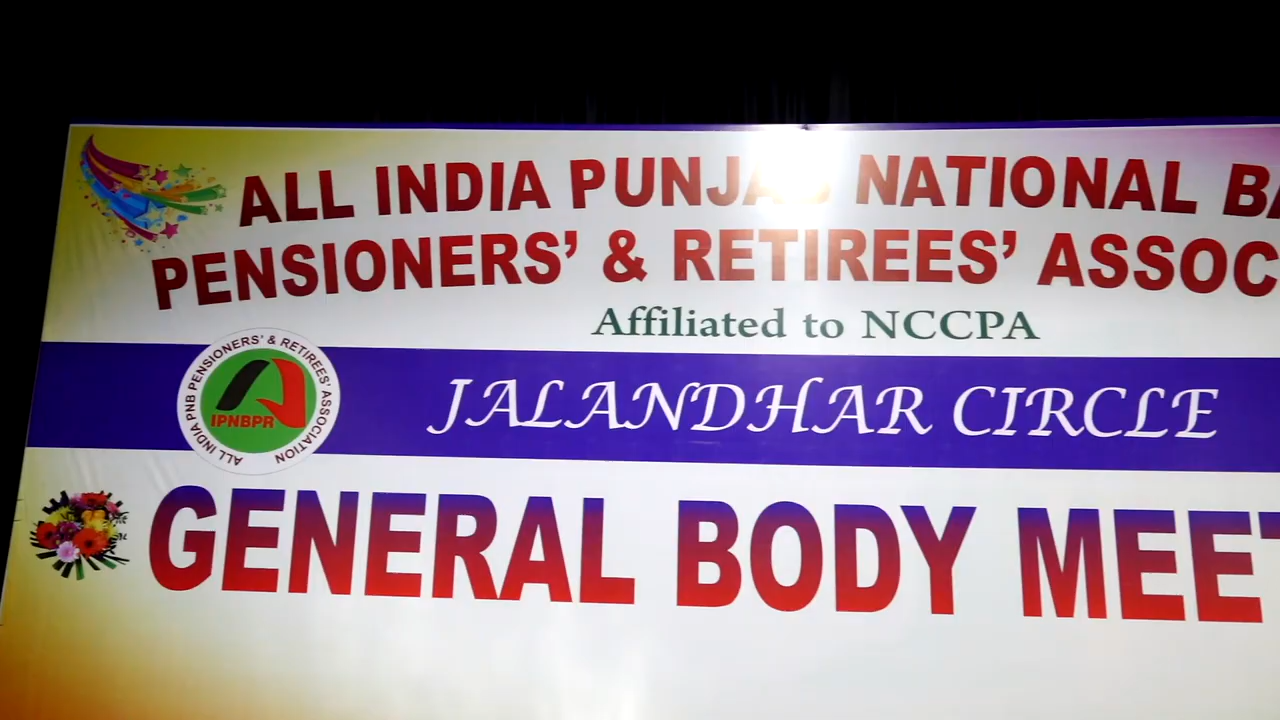 ALL INDIA PUNJAB NATIONAL BA
PENSIONERS' & RETIREES' ASSOC
Affiliated to NCCPA
ALL INDIA PNB PENSIONERS' & RETIREES' ASSOCIATION
IPNBPR
JALANDHAR CIRCLE
GENERAL BODY MEET